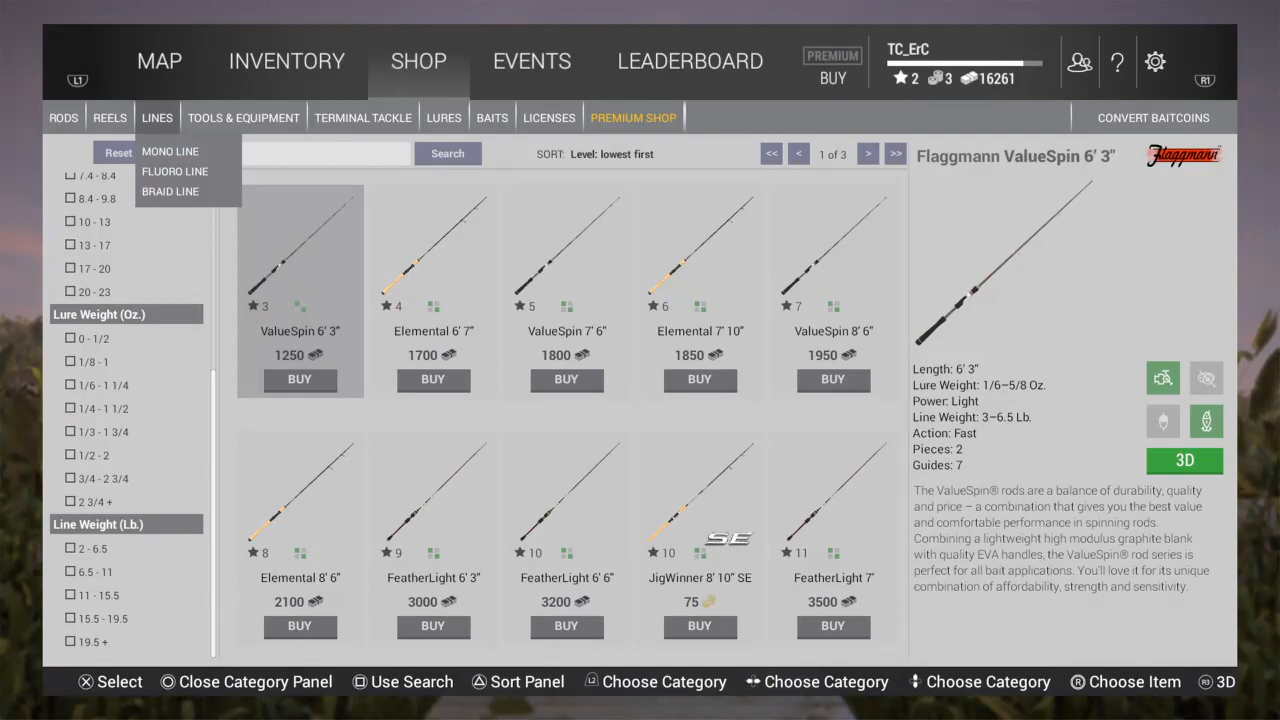 MAP INVENTORY SHOP EVENTS LEADERBOARD
PREMIUM
BUY
TC_ErC
2 3 16261
L1
R1
RODS REELS LINES TOOLS & EQUIPMENT TERMINAL TACKLE LURES BAITS LICENSES PREMIUM SHOP CONVERT BAITCOINS
MONO LINE
FLUORO LINE
BRAID LINE
Reset
Search
SORT: Level: lowest first
<< < 1 of 3 > >>
7.4 - 8.4
8.4 - 9.8
10 - 13
13 - 17
17 - 20
20 - 23
Lure Weight (Oz.)
0 - 1/2
1/8 - 1
1/6 - 1 1/4
1/4 - 1 1/2
1/3 - 1 3/4
1/2 - 2
3/4 - 2 3/4
2 3/4 +
Line Weight (Lb.)
2 - 6.5
6.5 - 11
11 - 15.5
15.5 - 19.5
19.5 +
3 4 5 6 7
ValueSpin 6' 3" Elemental 6' 7" ValueSpin 7' 6" Elemental 7' 10" ValueSpin 8' 6"
1250 1700 1800 1850 1950
BUY BUY BUY BUY BUY
SE
8 9 10 10 11
Elemental 8' 6" FeatherLight 6' 3" FeatherLight 6' 6" JigWinner 8' 10" SE FeatherLight 7'
2100 3000 3200 75 3500
BUY BUY BUY BUY BUY
Flaggmann ValueSpin 6' 3"
Flaggmann
Length: 6' 3"
Lure Weight: 1/6–5/8 Oz.
Power: Light
Line Weight: 3–6.5 Lb.
Action: Fast
Pieces: 2
Guides: 7
3D
The ValueSpin® rods are a balance of durability, quality
and price – a combination that gives you the best value
and comfortable performance in spinning rods.
Combining a lightweight high modulus graphite blank
with quality EVA handles, the ValueSpin® rod series is
perfect for all bait applications. You'll love it for its unique
combination of affordability, strength and sensitivity.
Select Close Category Panel Use Search Sort Panel L2 Choose Category Choose Category Choose Category R Choose Item R3 3D